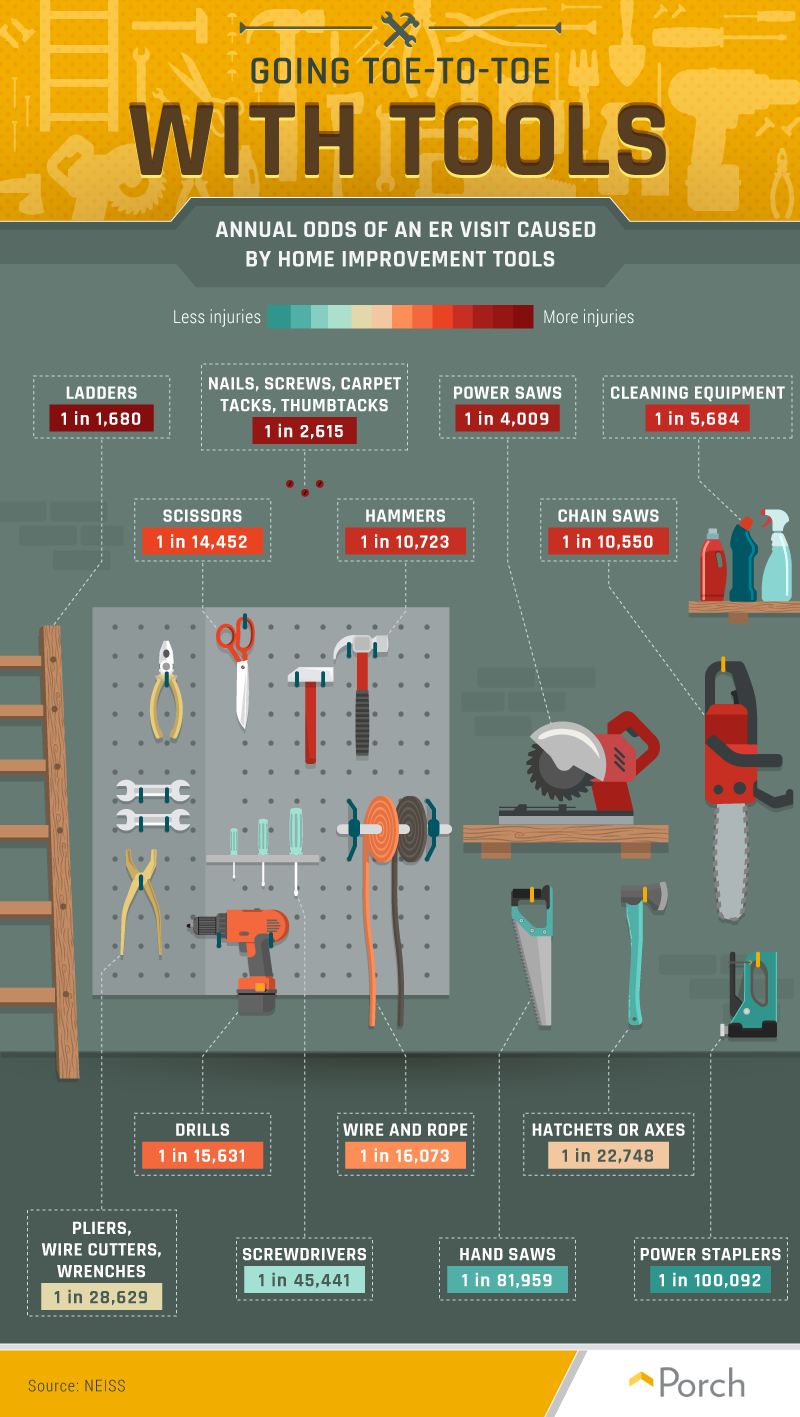 GOING TOE-TO-TOE
WITH TOOLS
ANNUAL ODDS OF AN ER VISIT CAUSED
BY HOME IMPROVEMENT TOOLS
Less injuries
More injuries
LADDERS
1 in 1,680
NAILS, SCREWS, CARPET
TACKS, THUMBTACKS
1 in 2,615
POWER SAWS
1 in 4,009
CLEANING EQUIPMENT
1 in 5,684
SCISSORS
1 in 14,452
HAMMERS
1 in 10,723
CHAIN SAWS
1 in 10,550
DRILLS
1 in 15,631
WIRE AND ROPE
1 in 16,073
HATCHETS OR AXES
1 in 22,748
PLIERS,
WIRE CUTTERS,
WRENCHES
1 in 28,629
SCREWDRIVERS
1 in 45,441
HAND SAWS
1 in 81,959
POWER STAPLERS
1 in 100,092
Source: NEISS
Porch